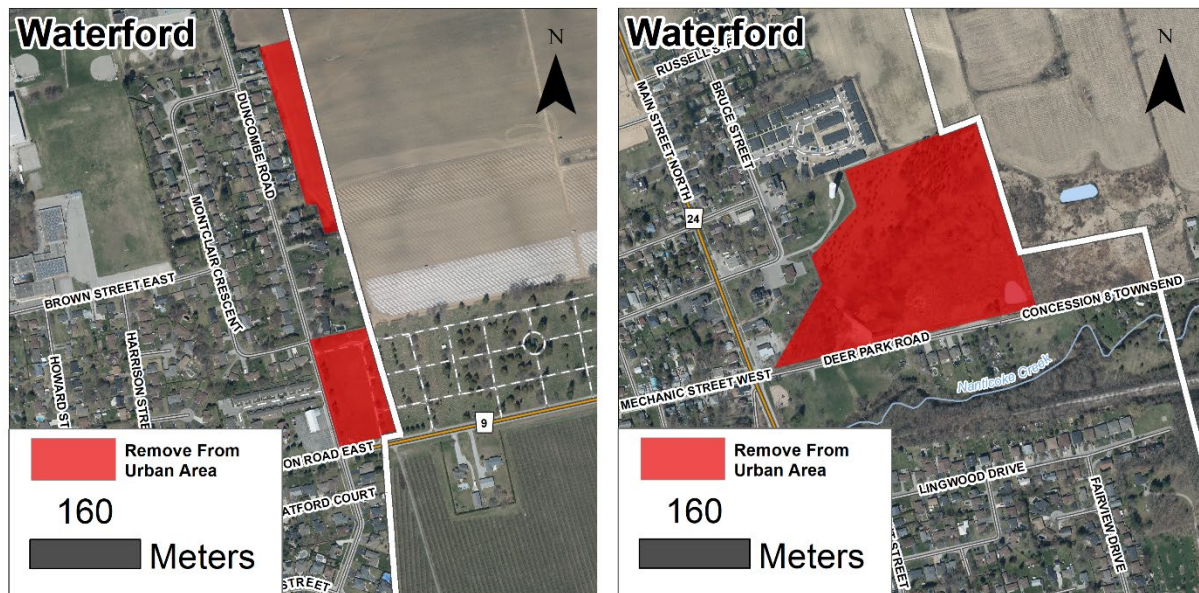 Waterford
N
DUNCOMBE ROAD
MONTCLAIR CRESCENT
BROWN STREET EAST
HOWARD ST
HARRISON STRE
9
ON ROAD EAST
ATFORD COURT
STREET
Remove From
Urban Area
160
Meters
Waterford
N
RUSSELL STRE
MAIN STREET NORTH
BRUCE STREET
24
CONCESSION 8 TOWNSEND
DEER PARK ROAD
MECHANIC STREET WEST
Nanticoke Creek
LINGWOOD DRIVE
FAIRVIEW DRIVE
T STREET
Remove From
Urban Area
160
Meters